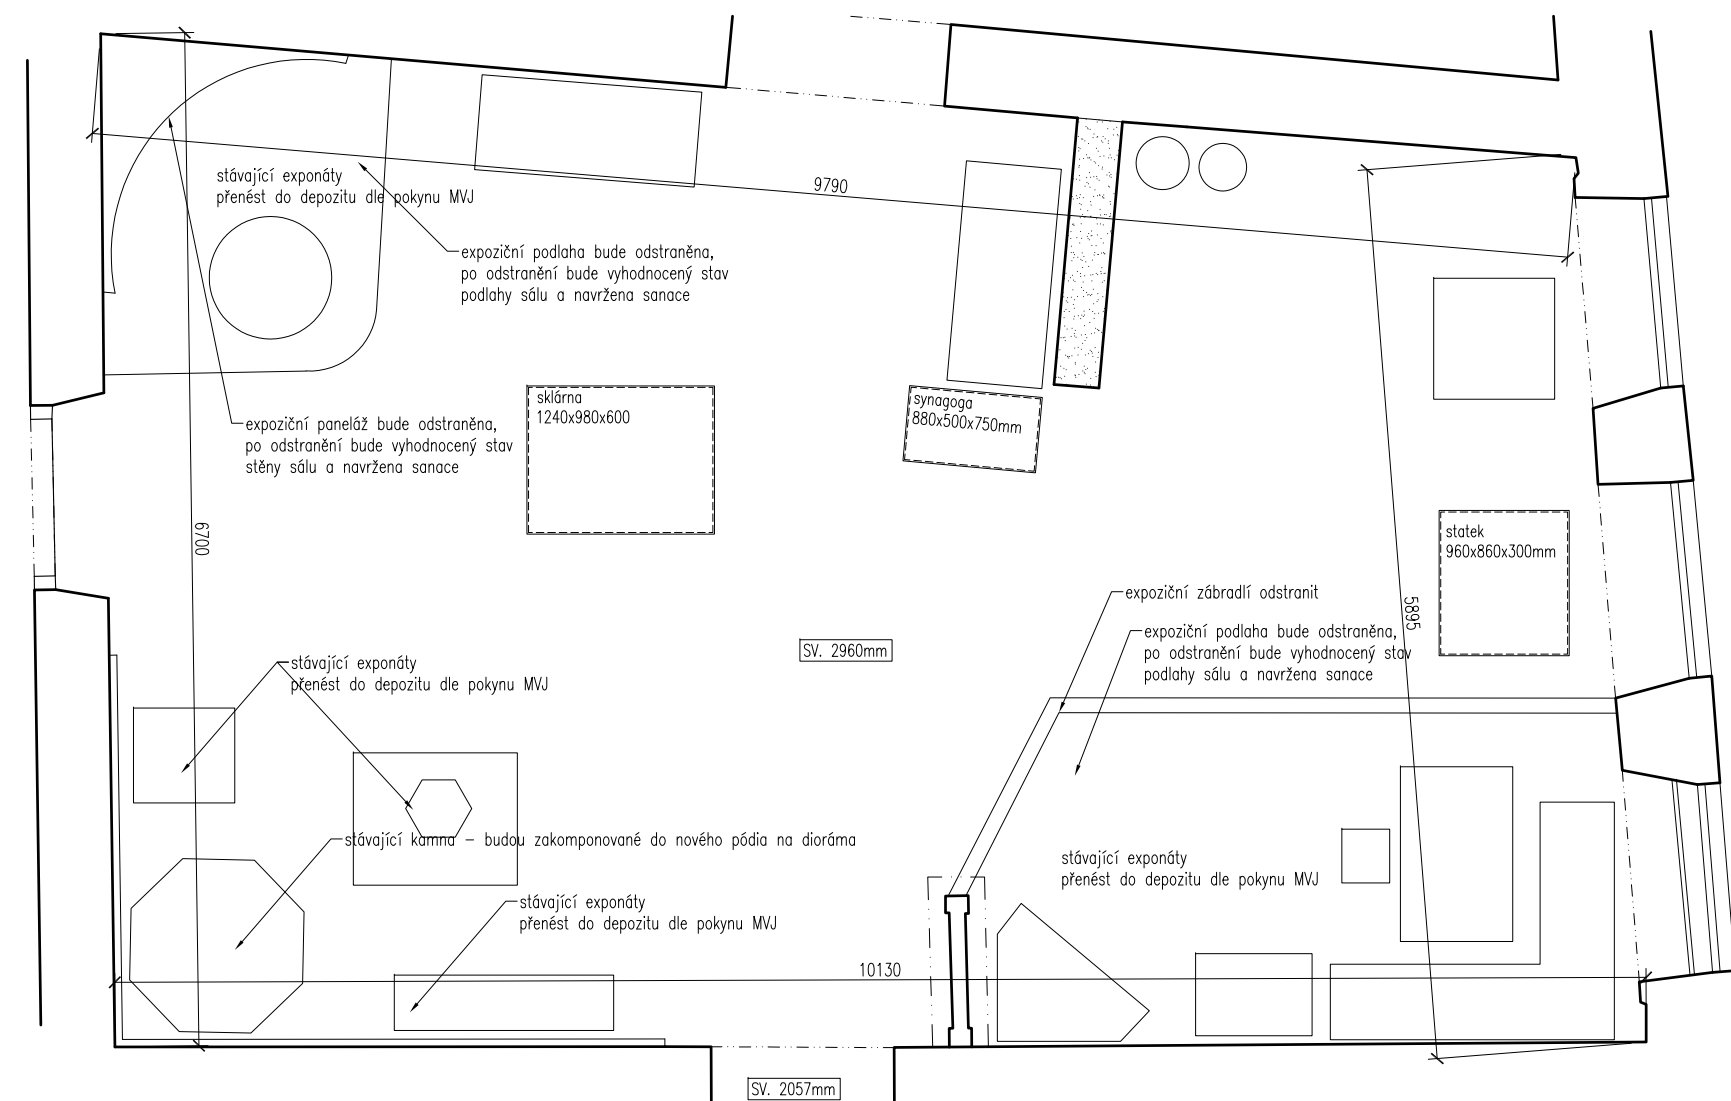 stávající exponáty
přenést do depozitu dle pokynu MVJ
9790
expoziční podlaha bude odstraněna,
po odstranění bude vyhodnocený stav
podlahy sálu a navržena sanace
sklárna
1240x980x600
synagoga
880x500x750mm
expoziční paneláž bude odstraněna,
po odstranění bude vyhodnocený stav
stěny sálu a navržena sanace
6700
statek
960x860x300mm
expoziční zábradlí odstranit
5895
expoziční podlaha bude odstraněna,
po odstranění bude vyhodnocený stav
podlahy sálu a navržena sanace
SV. 2960mm
stávající exponáty
přenést do depozitu dle pokynu MVJ
stávající kamna – budou zakomponované do nového pódia na dioráma
stávající exponáty
přenést do depozitu dle pokynu MVJ
stávající exponáty
přenést do depozitu dle pokynu MVJ
10130
SV. 2057mm